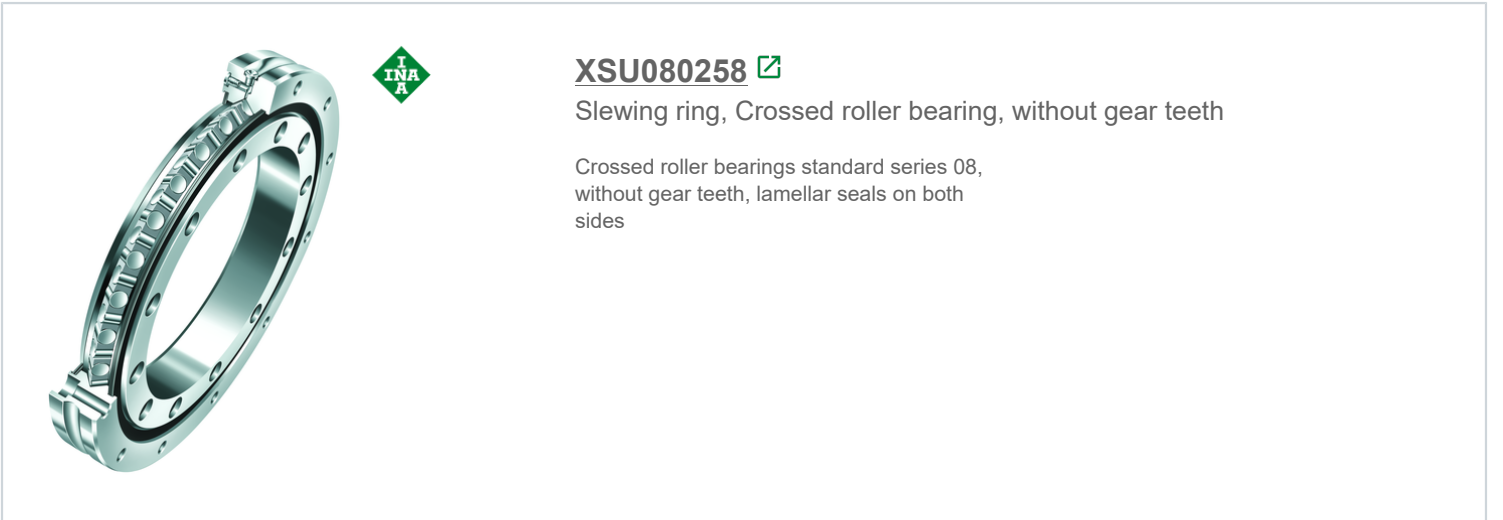 INA
XSU080258
Slewing ring, Crossed roller bearing, without gear teeth
Crossed roller bearings standard series 08,
without gear teeth, lamellar seals on both
sides